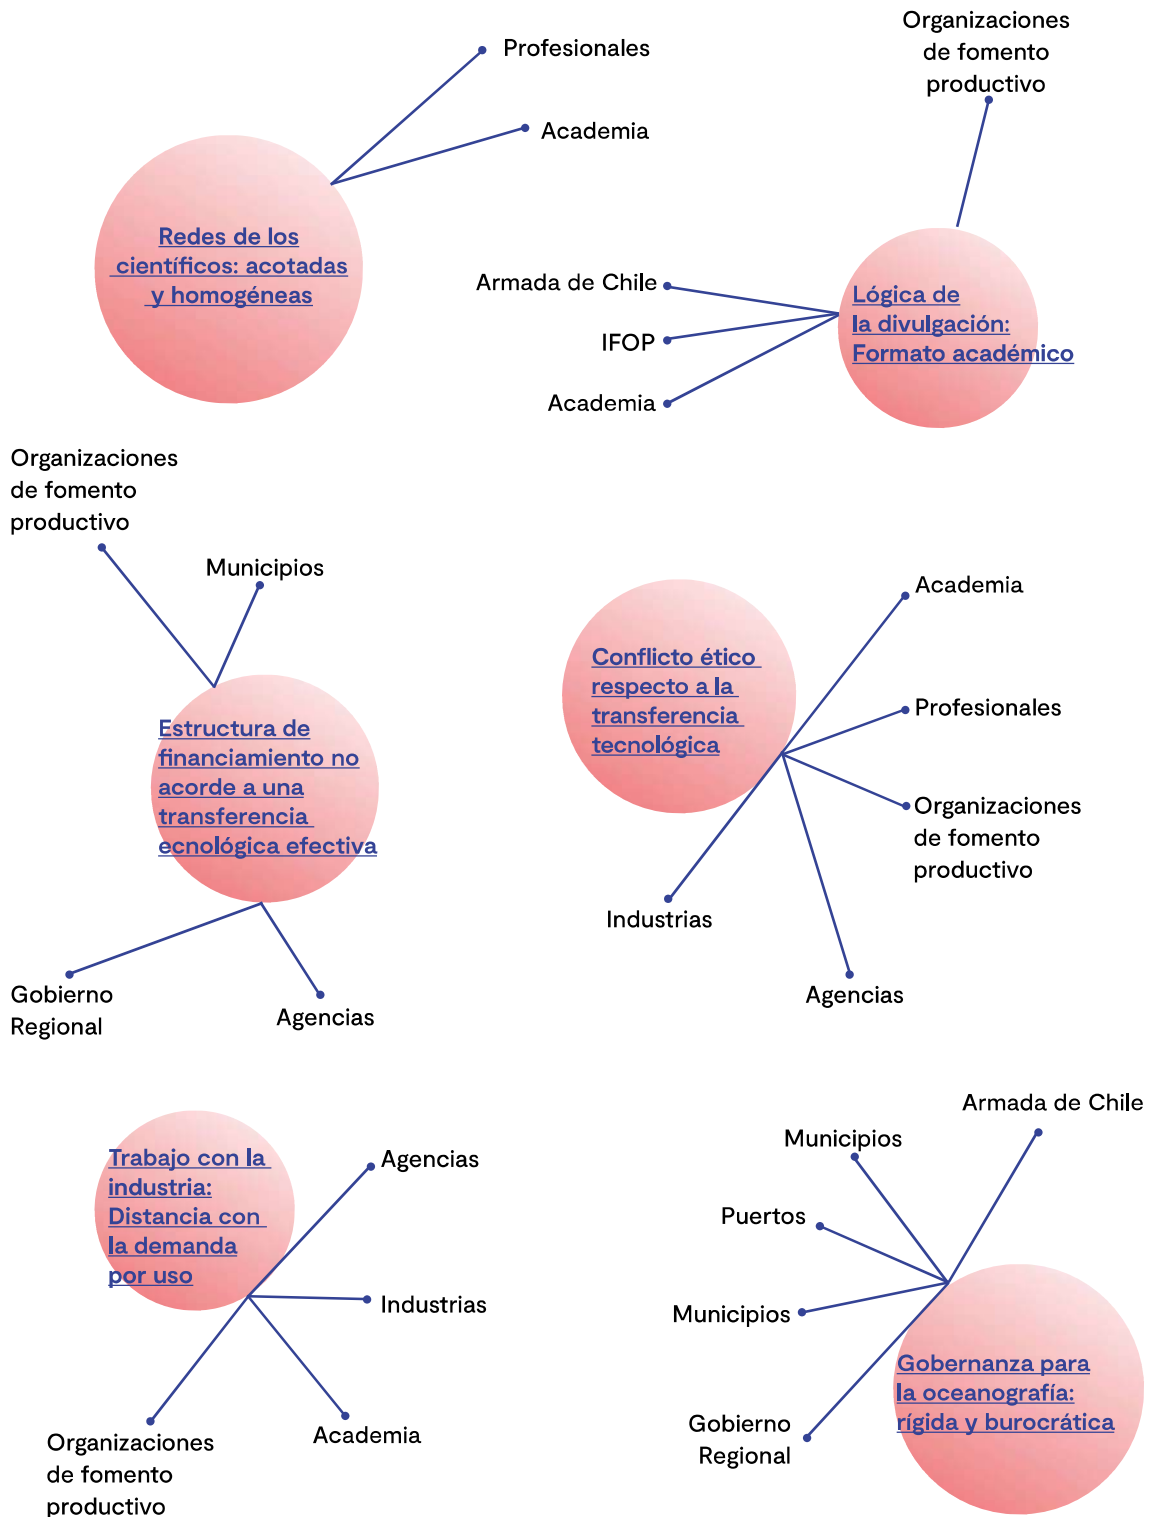 Profesionales
Academia
Redes de los
científicos: acotadas
y homogéneas
Organizaciones
de fomento
productivo
Armada de Chile
IFOP
Academia
Lógica de
la divulgación:
Formato académico
Organizaciones
de fomento
productivo
Municipios
Estructura de
financiamiento no
acorde a una
transferencia
ecnológica efectiva
Gobierno
Regional
Agencias
Conflicto ético
respecto a la
transferencia
tecnológica
Academia
Profesionales
Organizaciones
de fomento
productivo
Industrias
Agencias
Trabajo con la
industria:
Distancia con
la demanda
por uso
Agencias
Industrias
Academia
Organizaciones
de fomento
productivo
Armada de Chile
Municipios
Puertos
Municipios
Gobierno
Regional
Gobernanza para
la oceanografía:
rígida y burocrática